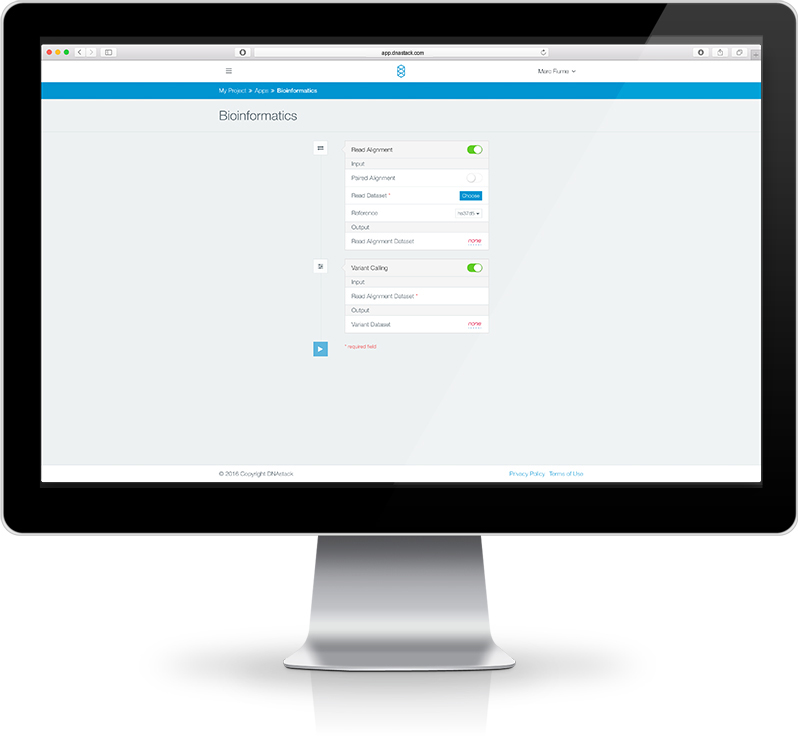 app.dnastack.com
Marc Fiume
My Project » Apps » Bioinformatics
Bioinformatics
Read Alignment
Input
Paired Alignment
Read Dataset * Choose
Reference
Output
Read Alignment Dataset none
Variant Calling
Input
Read Alignment Dataset *
Output
Variant Dataset none
* required field
© 2016 Copyright DNAstack Privacy Policy Terms of Use